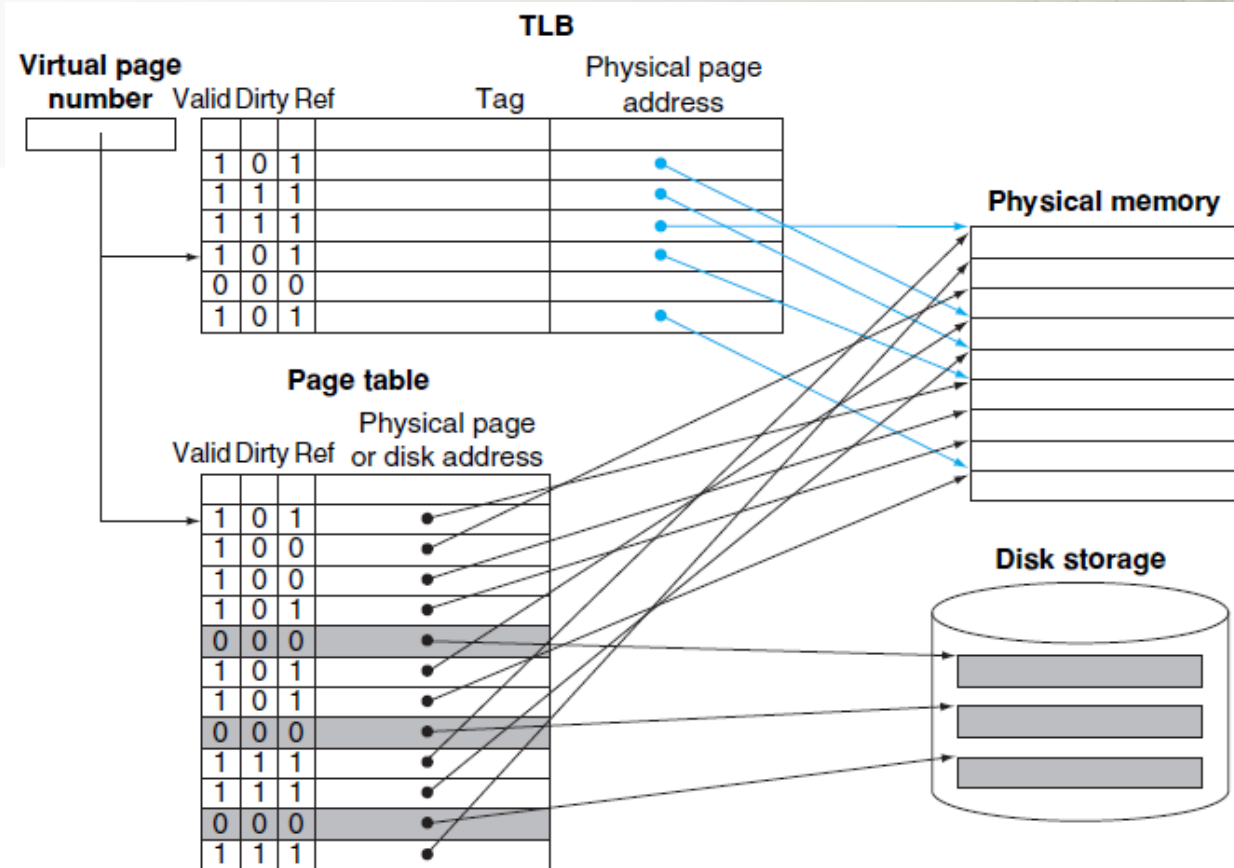 TLB
Virtual page
number
Valid Dirty Ref
Tag
Physical page
address
1 0 1
1 1 1
1 1 1
1 0 1
0 0 0
1 0 1
Physical memory
Page table
Valid Dirty Ref
Physical page
or disk address
1 0 1
1 0 0
1 0 0
1 0 1
0 0 0
1 0 1
1 0 1
0 0 0
1 1 1
1 1 1
0 0 0
1 1 1
Disk storage